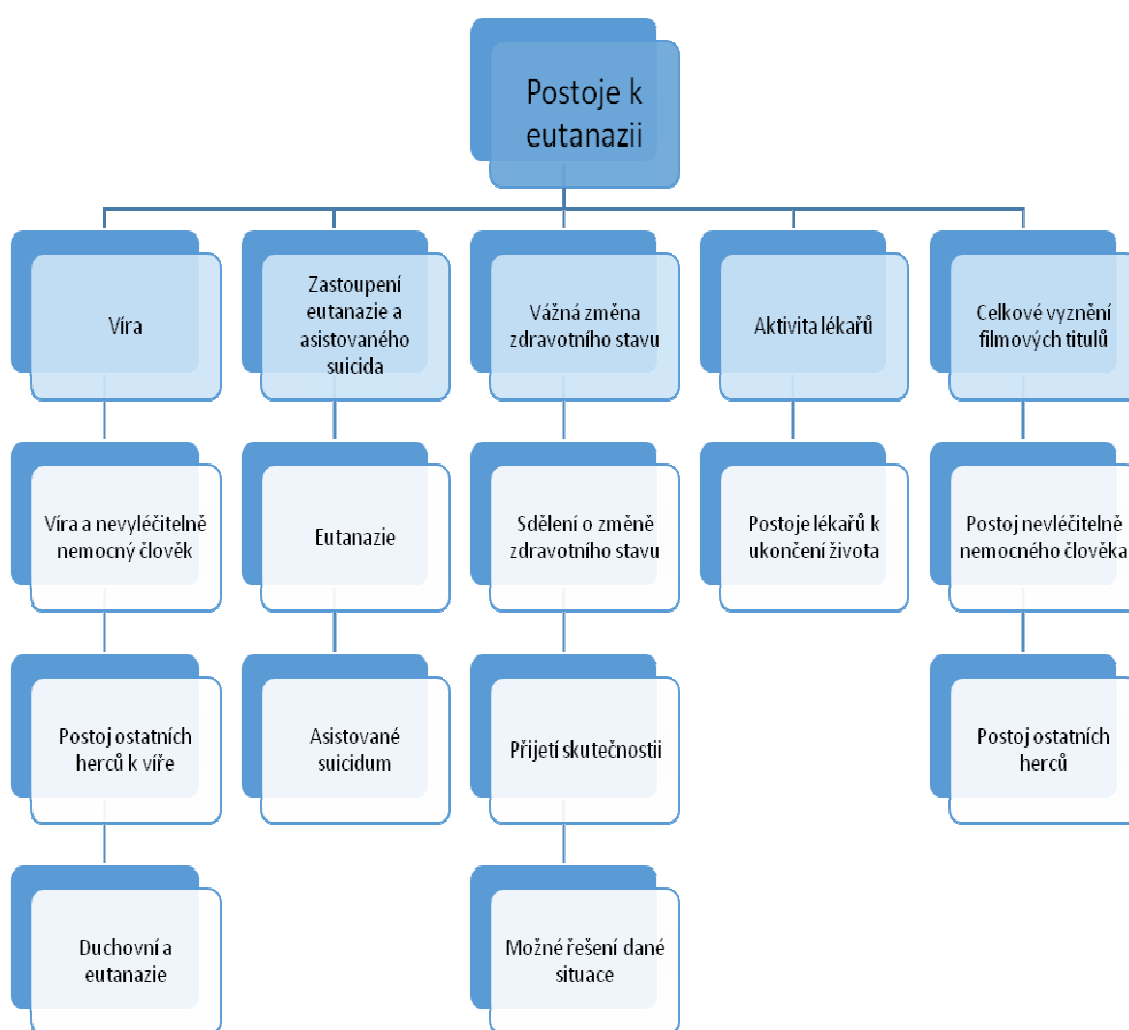 Postoje k
eutanazii
Víra
Zastoupení
eutanazie a
asistovaného
suicida
Vážná změna
zdravotního stavu
Aktivita lékařů
Celkové vyznění
filmových titulů
Víra a nevyléčitelně
nemocný člověk
Eutanazie
Sdělení o změně
zdravotního stavu
Postoje lékařů k
ukončení života
Postoj nevléčitelně
nemocného člověka
Postoj ostatních
herců k víře
Asistované
suicidum
Přijetí skutečnostii
Postoj ostatních
herců
Duchovní a
eutanazie
Možné řešení dané
situace